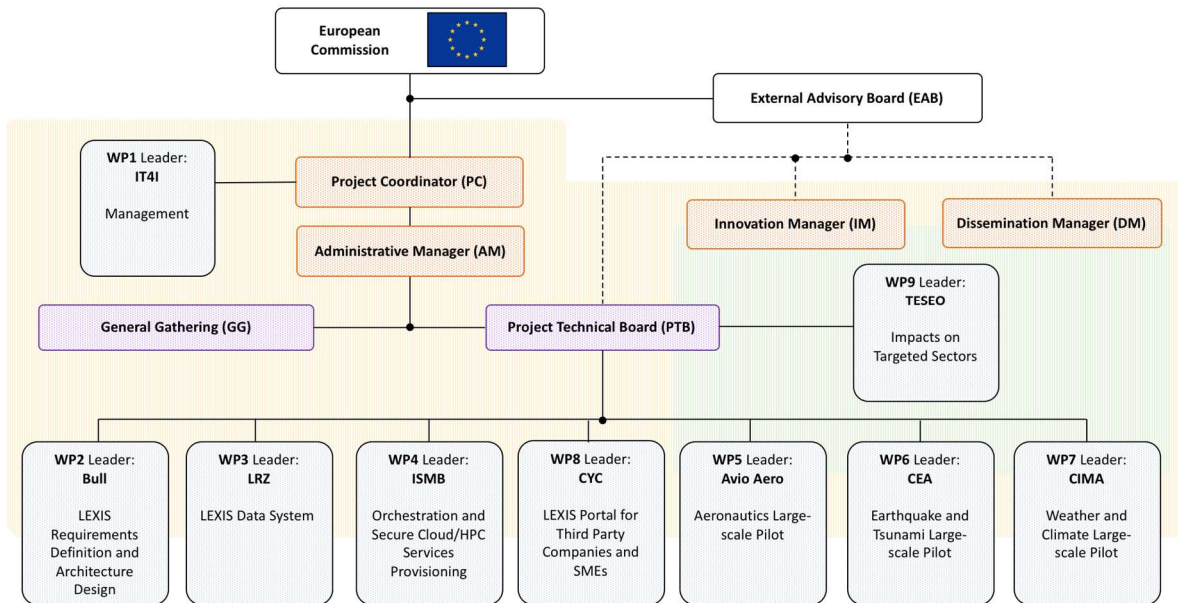 European
Commission
External Advisory Board (EAB)
WP1 Leader:
IT4I
Management
Project Coordinator (PC)
Administrative Manager (AM)
Innovation Manager (IM)
Dissemination Manager (DM)
General Gathering (GG)
Project Technical Board (PTB)
WP9 Leader:
TESEO
Impacts on
Targeted Sectors
WP2 Leader:
Bull
LEXIS
Requirements
Definition and
Architecture
Design
WP3 Leader:
LRZ
LEXIS Data System
WP4 Leader:
ISMB
Orchestration and
Secure Cloud/HPC
Services
Provisioning
WP8 Leader:
CYC
LEXIS Portal for
Third Party
Companies and
SMEs
WP5 Leader:
Avio Aero
Aeronautics Large-
scale Pilot
WP6 Leader:
CEA
Earthquake and
Tsunami Large-
scale Pilot
WP7 Leader:
CIMA
Weather and
Climate Large-
scale Pilot